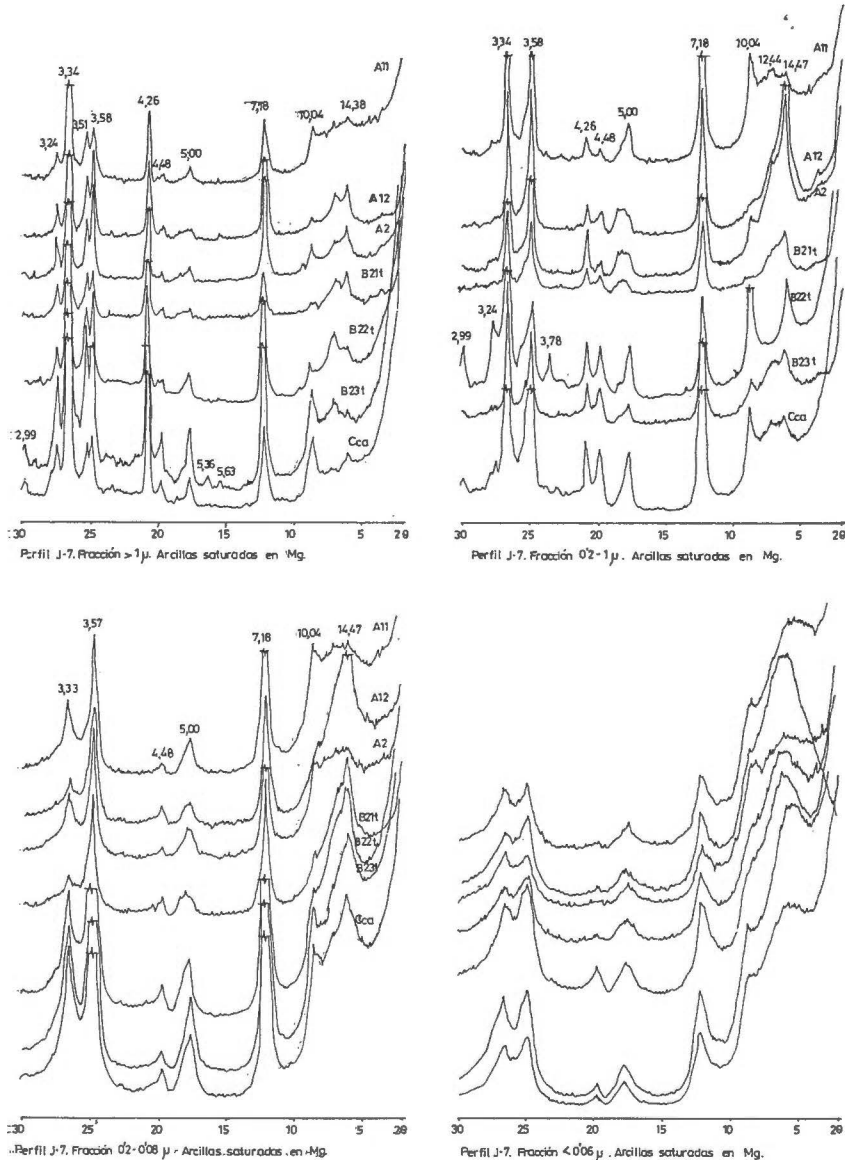 3,34
3,24
3,51
3,58
4,26
4,48
5,00
7,18
10,04
14,38
A11
A12
A2
B21t
B22t
B23t
Cca
2,99
5,36
5,63
30 25 20 15 10 5 2θ
Perfil J-7. Fracción > 1 µ. Arcillas saturadas en Mg.
3,34
3,58
4,26
4,48
5,00
7,18
10,04
12,44
14,47
A11
A12
A2
B21t
B22t
B23t
Cca
2,99
3,24
3,78
30 25 20 15 10 5 2θ
Perfil J-7. Fracción 0'2-1 µ. Arcillas saturadas en Mg.
3,57
3,33
4,48
5,00
7,18
10,04
14,47
A11
A12
A2
B21t
B22t
B23t
Cca
30 25 20 15 10 5 2θ
Perfil J-7. Fracción 0'2-0'08 µ. Arcillas saturadas en Mg.
30 25 20 15 10 5 2θ
Perfil J-7. Fracción < 0'06 µ. Arcillas saturadas en Mg.